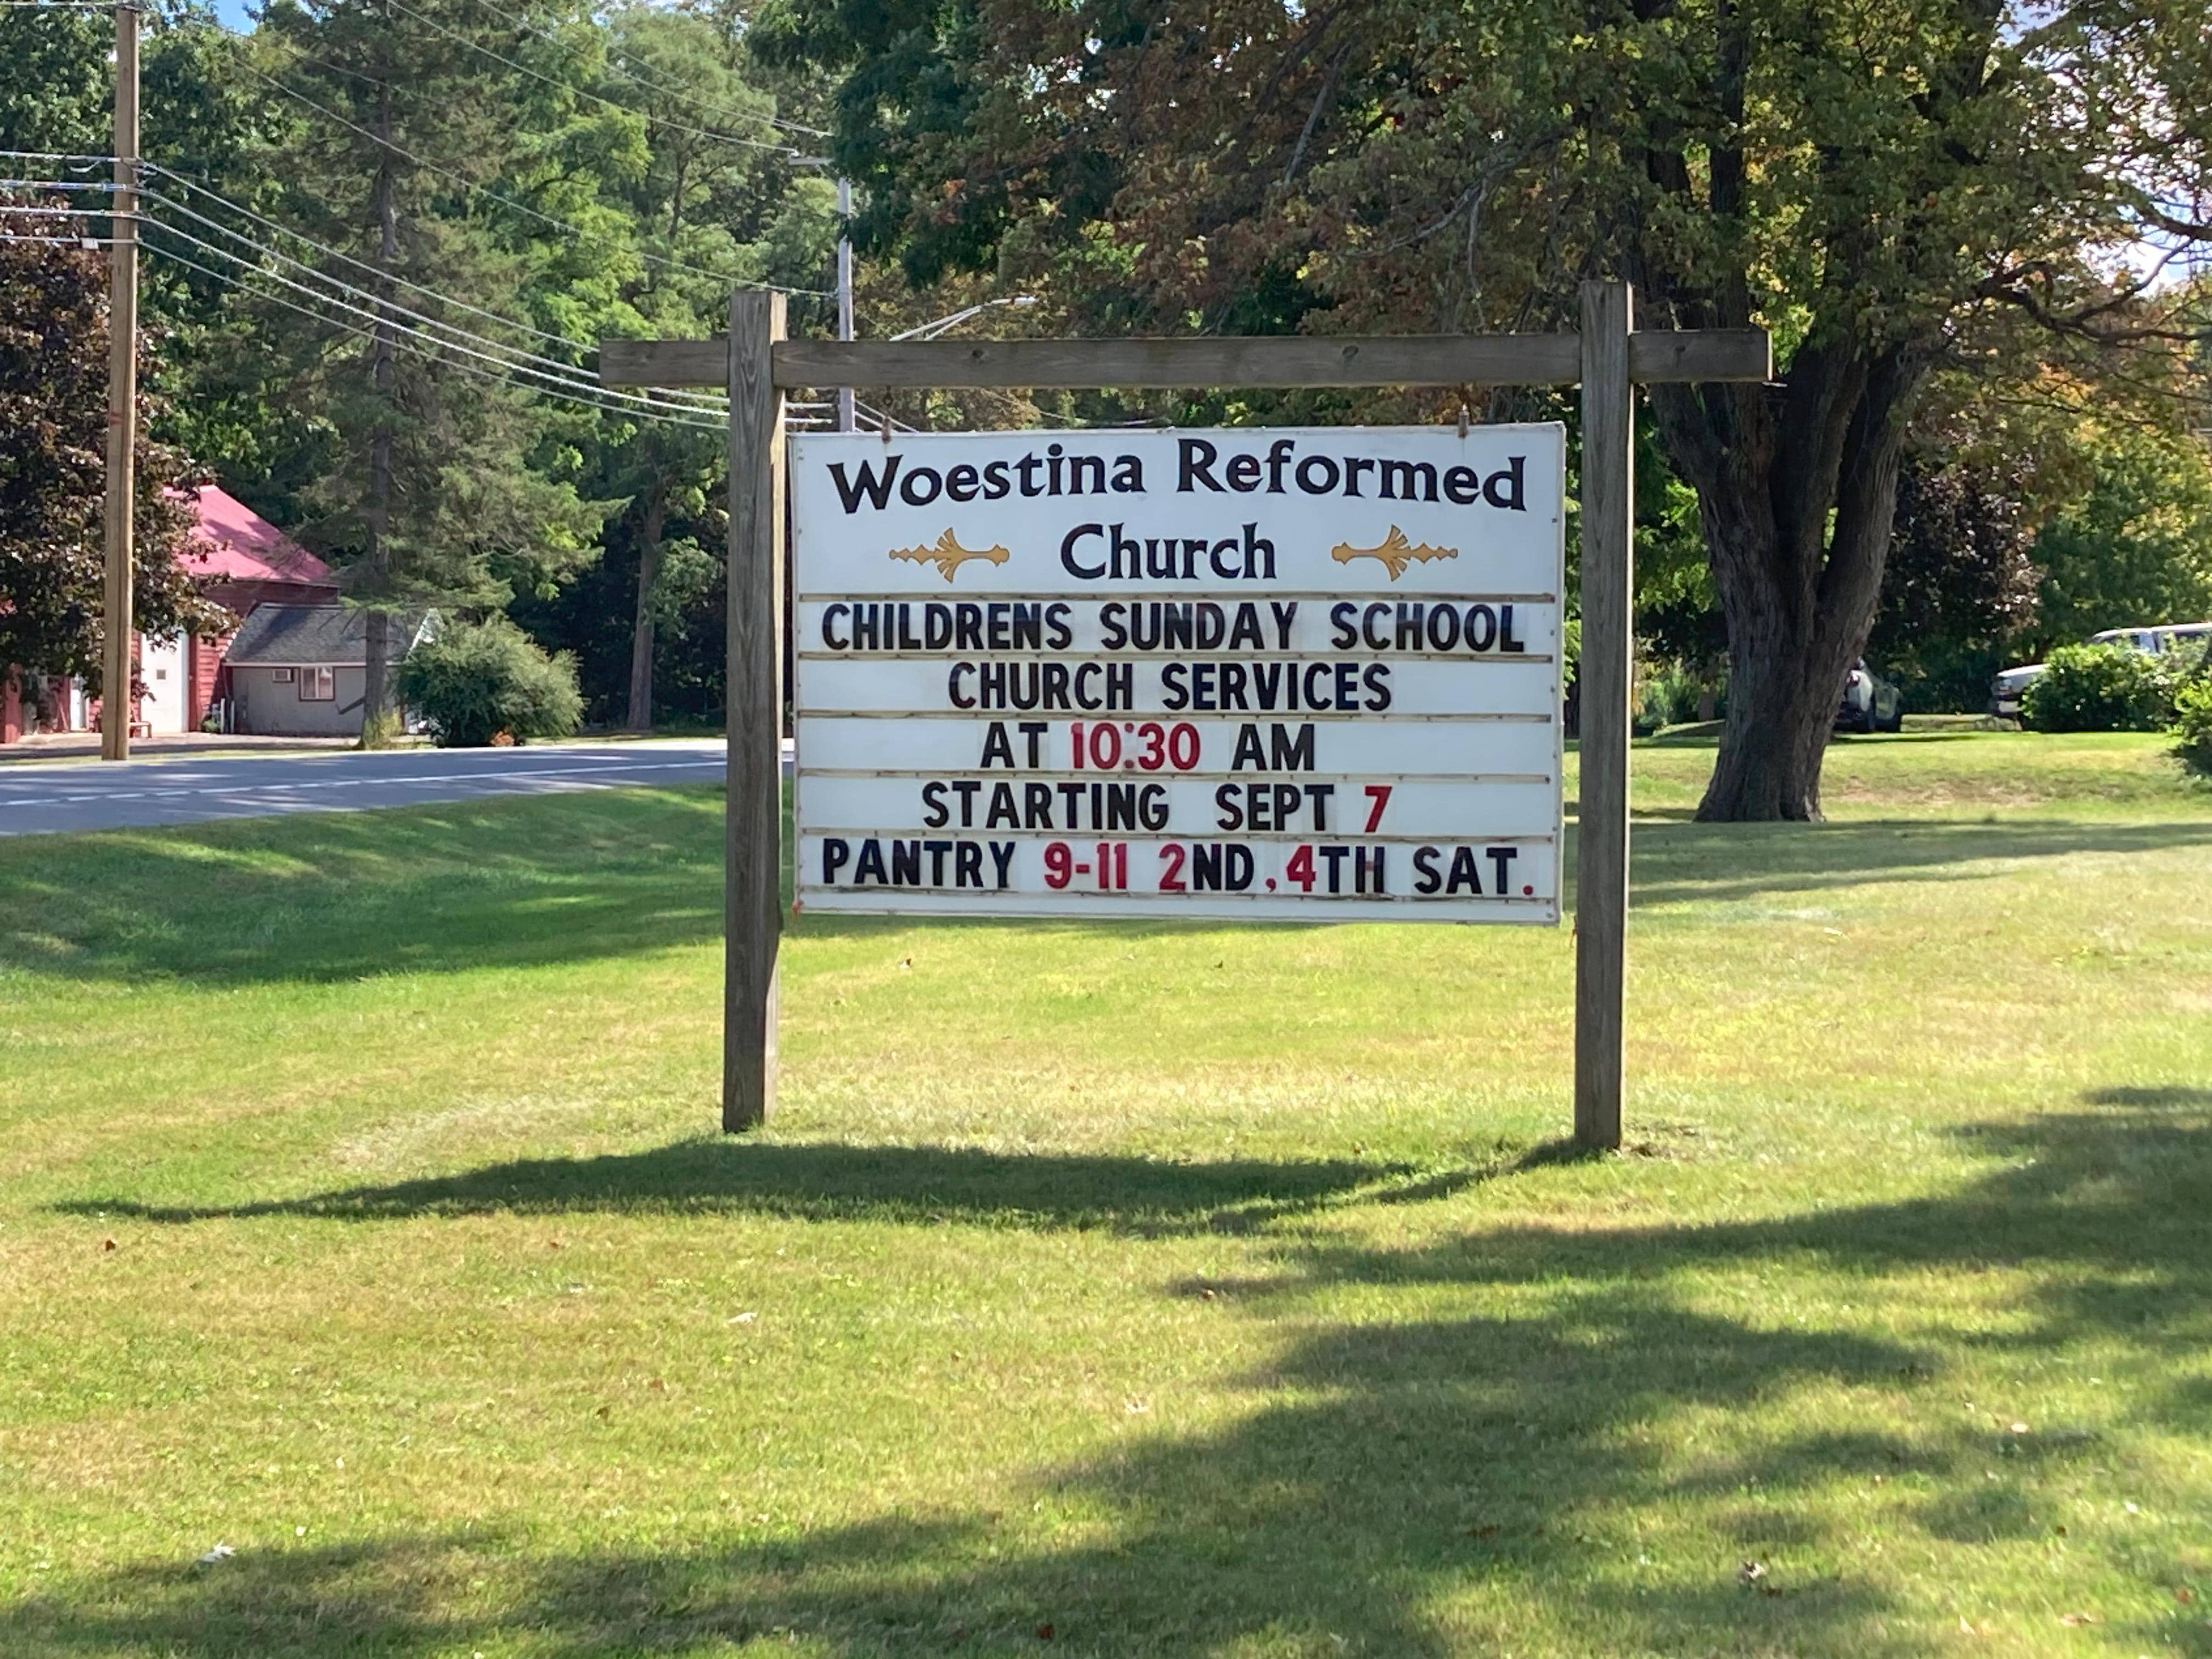 Woestina Reformed
Church
CHILDRENS SUNDAY SCHOOL
CHURCH SERVICES
AT 10:30 AM
STARTING SEPT 7
PANTRY 9-11 2ND, 4TH SAT.